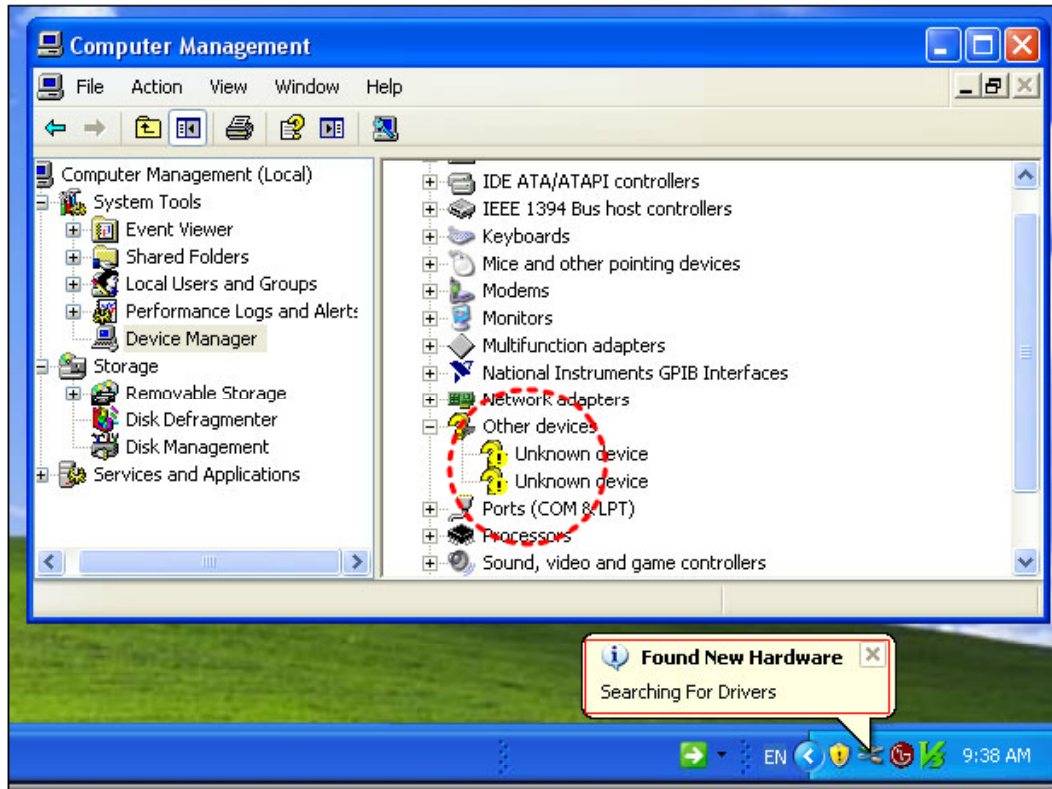 Computer Management
File Action View Window Help
Computer Management (Local)
System Tools
Event Viewer
Shared Folders
Local Users and Groups
Performance Logs and Alerts
Device Manager
Storage
Removable Storage
Disk Defragmenter
Disk Management
Services and Applications
IDE ATA/ATAPI controllers
IEEE 1394 Bus host controllers
Keyboards
Mice and other pointing devices
Modems
Monitors
Multifunction adapters
National Instruments GPIB Interfaces
Network adapters
Other devices
Unknown device
Unknown device
Ports (COM & LPT)
Processors
Sound, video and game controllers
Found New Hardware
Searching For Drivers
EN
9:38 AM